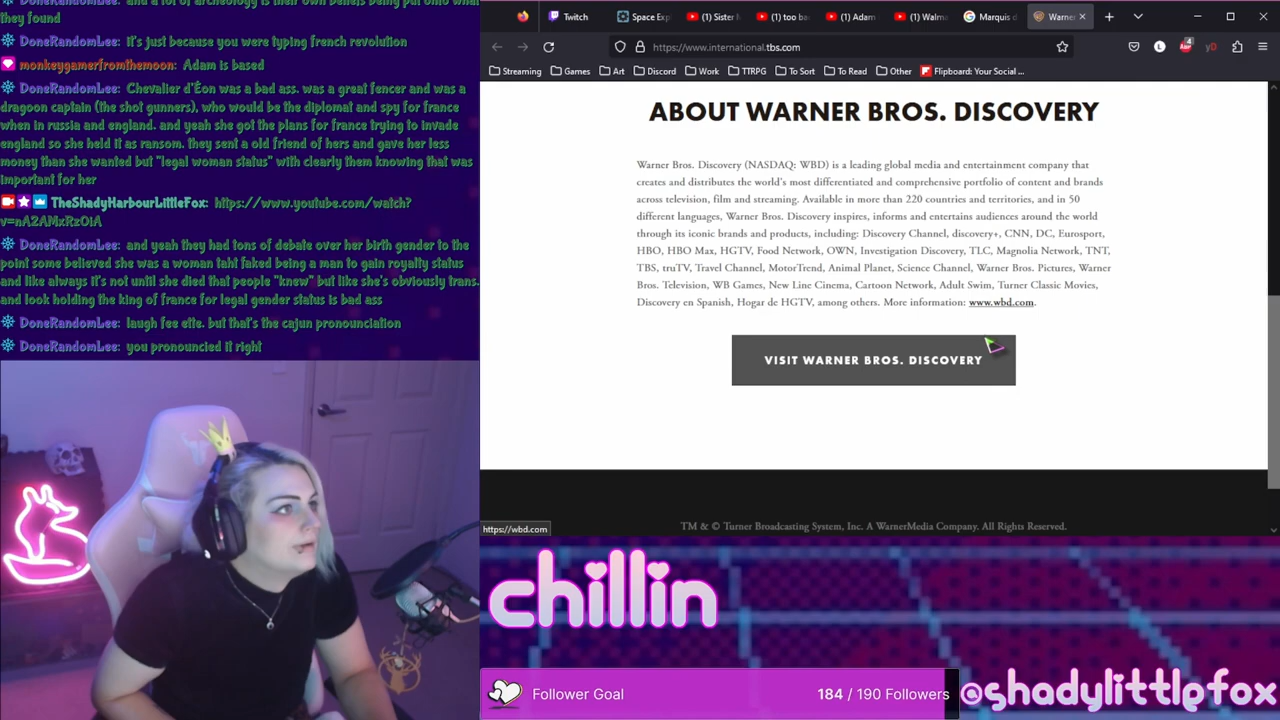 and a lot of archeology is their own beliefs being put onto what
they found
DoneRandomLee: it's just because you were typing french revolution
monkeygamerfromthemoon: Adam is based
DoneRandomLee: Chevalier d'Éon was a bad ass. was a great fencer and was a
dragoon captain (the shot gunners), who would be the diplomat and spy for france
when in russia and england. and yeah she got the plans for france trying to invade
england so she held it as ransom. they sent a old friend of hers and gave her less
money than she wanted but "legal woman status" with clearly them knowing that was
important for her
TheShadyHarbourLittleFox: https://www.youtube.com/watch?
DoneRandomLee: and yeah they had tons of debate over her birth gender to the
point some believed she was a woman taht faked being a man to gain royalty status
and like always it's not until she died that people "knew" but like she's obviously trans.
and look holding the king of france for legal gender status is bad ass
DoneRandomLee: laugh fee ette. but that's the cajun pronounciation
DoneRandomLee: you pronouncied it right
Twitch
Space Exp
(1) Sister
(1) too ba
(1) Adam
(1) Walm
Marquis d
Warner
https://www.international.tbs.com
4
yD
Streaming
Games
Art
Discord
Work
TTRPG
To Sort
To Read
Other
Flipboard: Your Social ...
ABOUT WARNER BROS. DISCOVERY
Warner Bros. Discovery (NASDAQ: WBD) is a leading global media and entertainment company that
creates and distributes the world's most differentiated and comprehensive portfolio of content and brands
across television, film and streaming. Available in more than 220 countries and territories, and in 50
different languages, Warner Bros. Discovery inspires, informs and entertains audiences around the world
through its iconic brands and products, including: Discovery Channel, discovery+, CNN, DC, Eurosport,
HBO, HBO Max, HGTV, Food Network, OWN, Investigation Discovery, TLC, Magnolia Network, TNT,
TBS, truTV, Travel Channel, MotorTrend, Animal Planet, Science Channel, Warner Bros. Pictures, Warner
Bros. Television, WB Games, New Line Cinema, Cartoon Network, Adult Swim, Turner Classic Movies,
Discovery en Spanish, Hogar de HGTV, among others. More information: www.wbd.com.
VISIT WARNER BROS. DISCOVERY
https://wbd.com
TM & © Turner Broadcasting System, Inc. A WarnerMedia Company. All Rights Reserved.
chillin
Follower Goal
184 / 190 Followers
@shadylittlefox